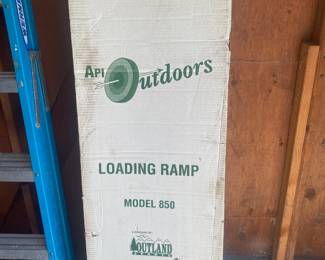 API Outdoors
LOADING RAMP
MODEL 850
OUTLAND